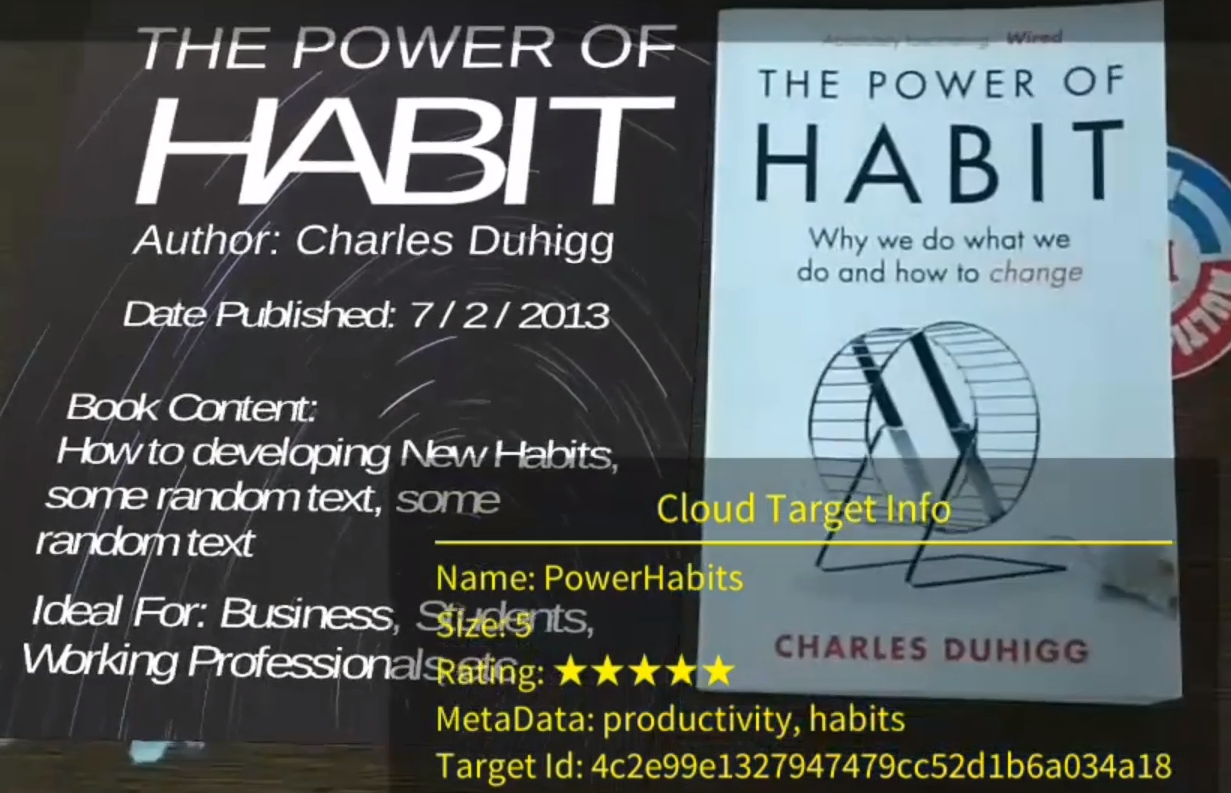 THE POWER OF
HABIT
Author: Charles Duhigg
Date Published: 7 / 2 / 2013
Book Content:
How to developing New Habits,
some random text, some
random text
Ideal For: Business, Students,
Working Professionals etc
Absolutely fascinating Wired
THE POWER OF
HABIT
Why we do what we
do and how to change
CHARLES DUHIGG
MULTI
Cloud Target Info
Name: PowerHabits
Size: 5
Rating: ★★★★★
MetaData: productivity, habits
Target Id: 4c2e99e1327947479cc52d1b6a034a18